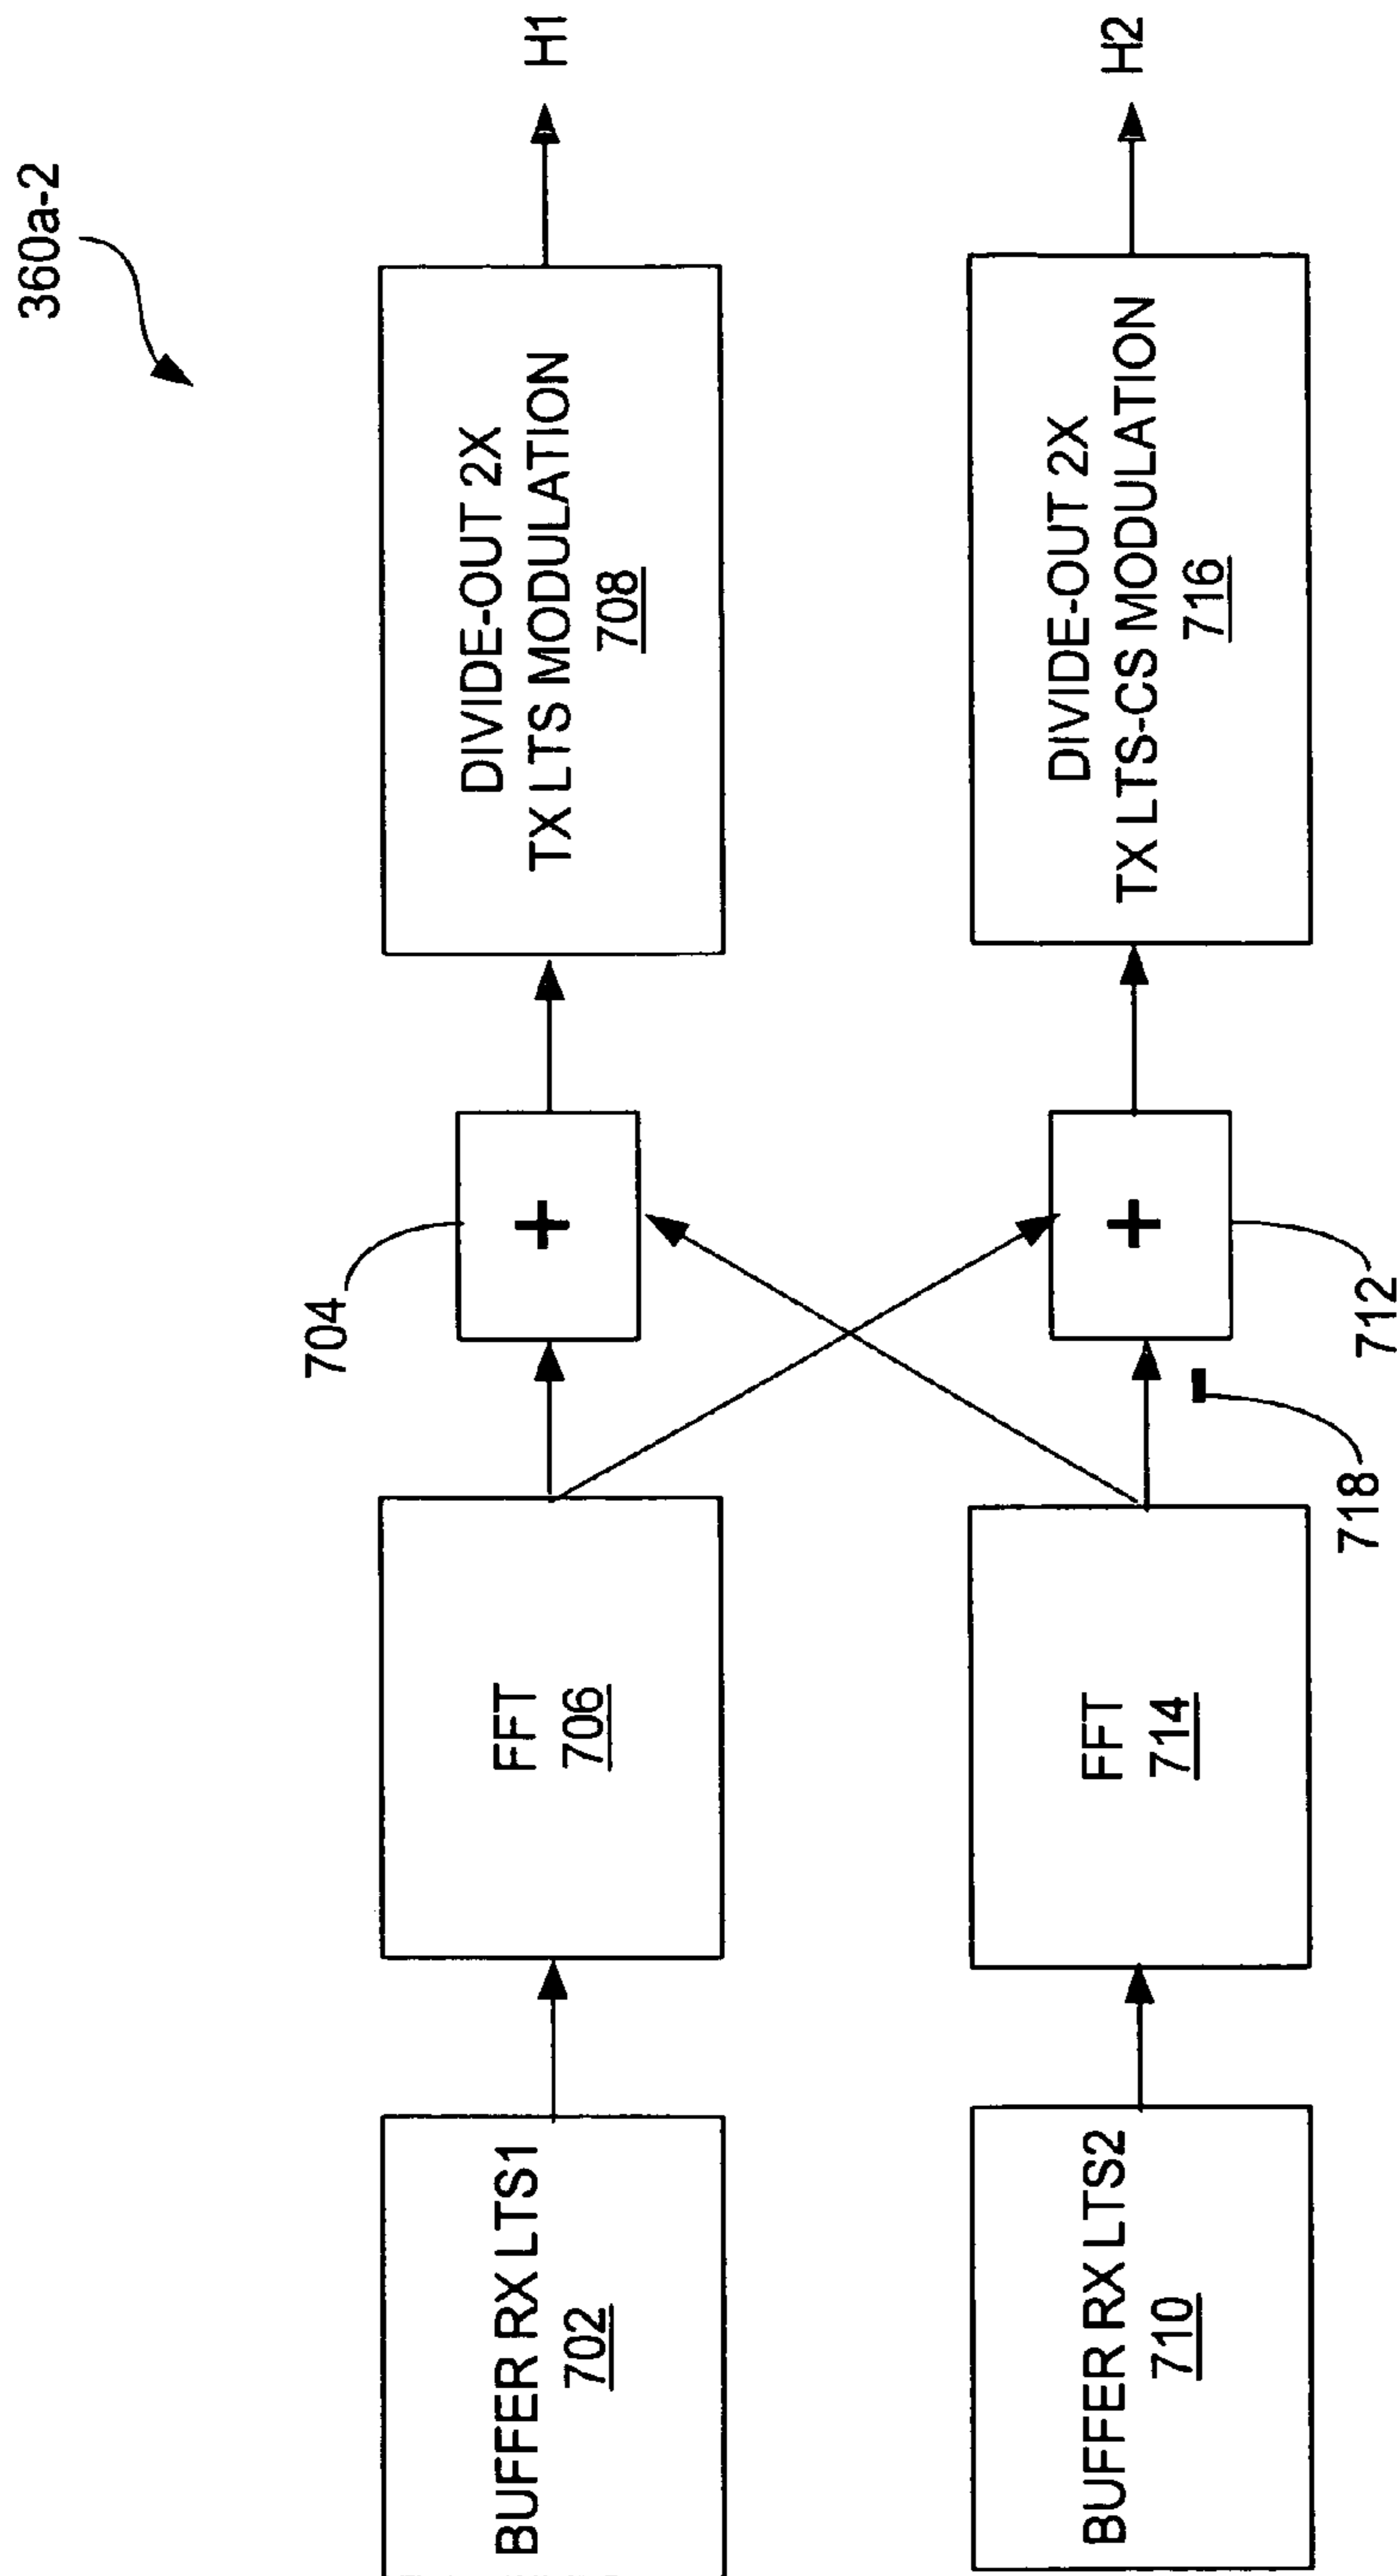 360a-2
BUFFER RX LTS1
702
FFT
706
704
+
DIVIDE-OUT 2X
TX LTS MODULATION
708
H1
BUFFER RX LTS2
710
FFT
714
718
-
+
712
DIVIDE-OUT 2X
TX LTS-CS MODULATION
716
H2